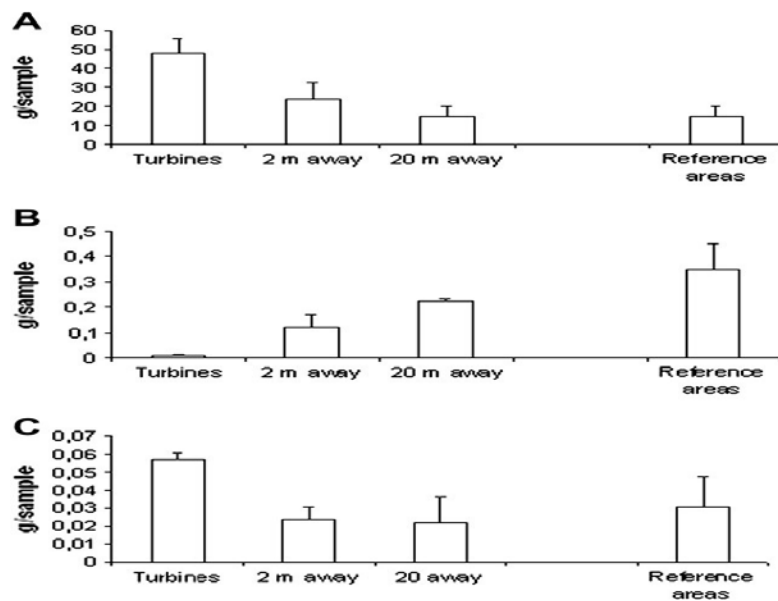 A
60
50
40
30
20
10
0
g/sample
Turbines 2 m away 20 m away Reference
areas
B
0,5
0,4
0,3
0,2
0,1
0
g/sample
Turbines 2 m away 20 m away Reference
areas
C
0,07
0,06
0,05
0,04
0,03
0,02
0,01
0
g/sample
Turbines 2 m away 20 away Reference
areas